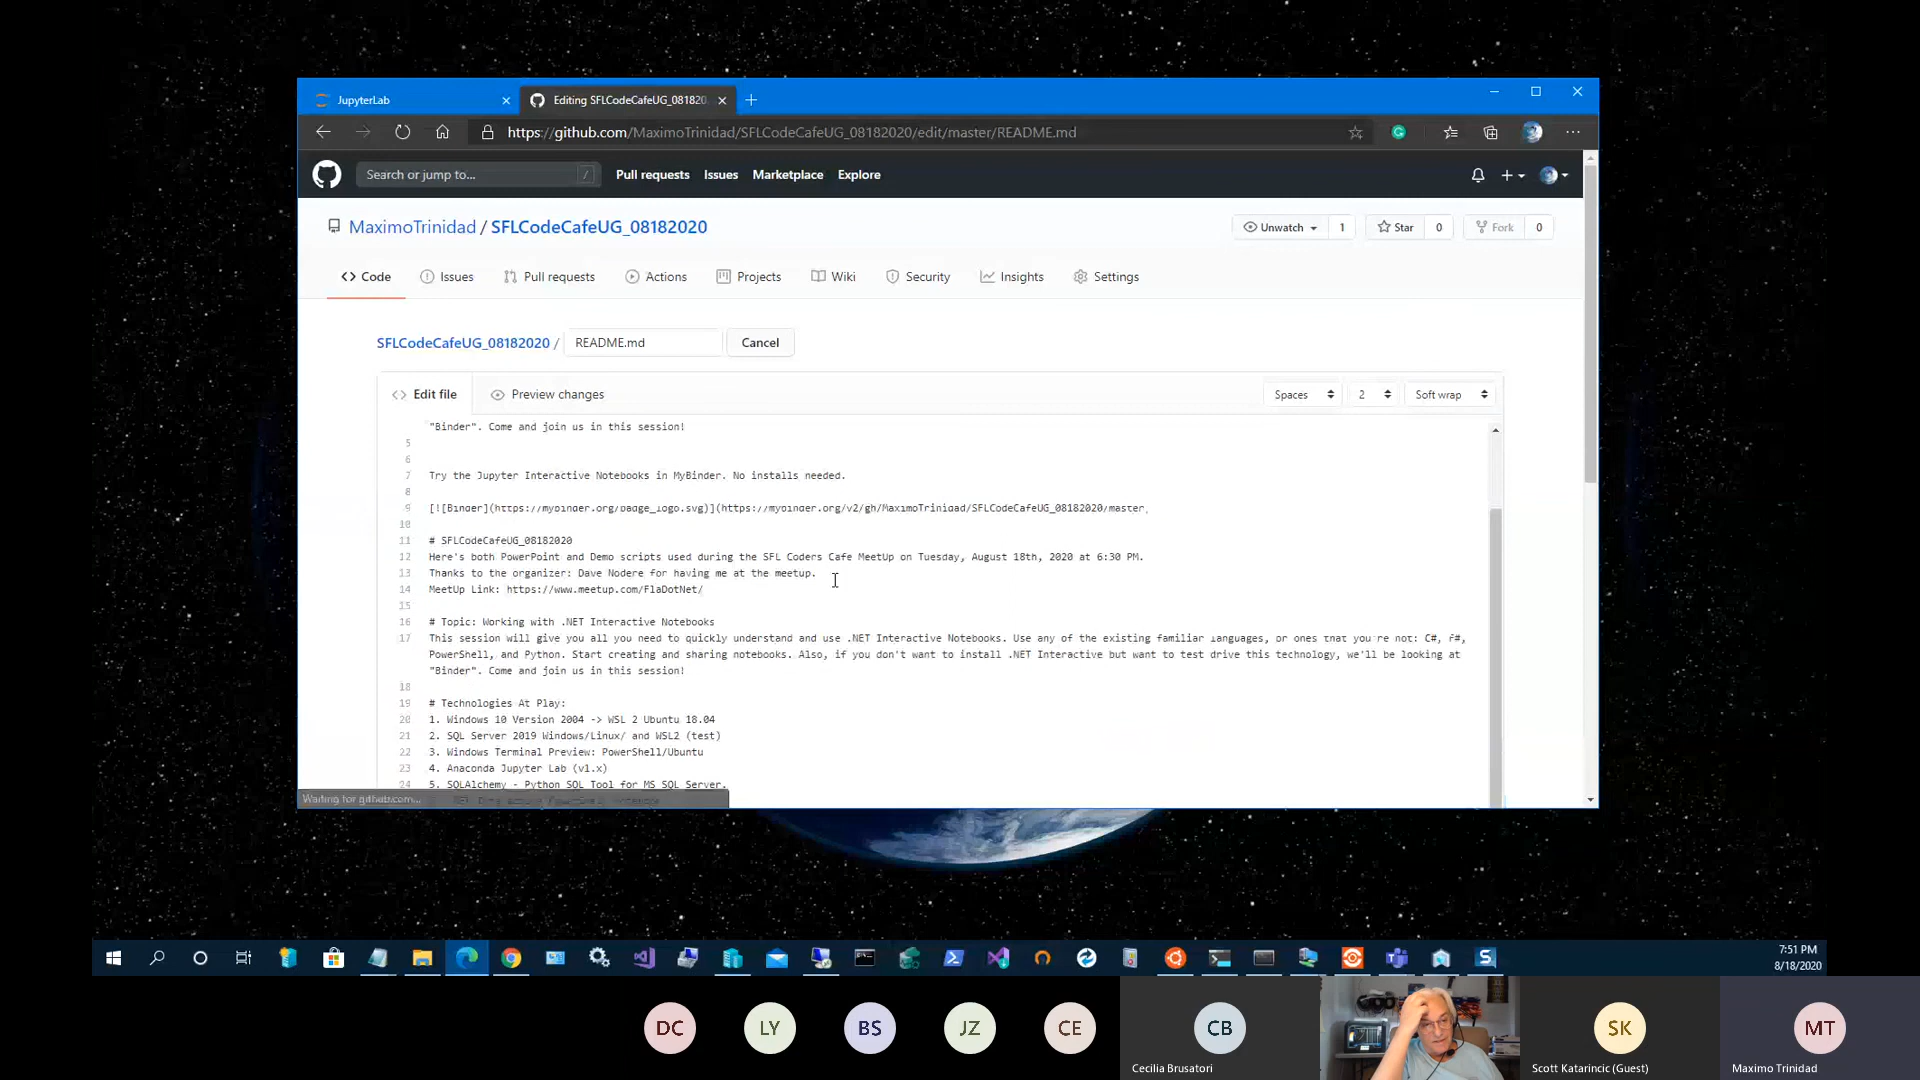 JupyterLab
Editing SFLCodeCafeUG_081820
https://github.com/MaximoTrinidad/SFLCodeCafeUG_08182020/edit/master/README.md
Search or jump to... /
Pull requests Issues Marketplace Explore
MaximoTrinidad / SFLCodeCafeUG_08182020
Unwatch 1 Star 0 Fork 0
Code Issues Pull requests Actions Projects Wiki Security Insights Settings
SFLCodeCafeUG_08182020 / README.md Cancel
Edit file Preview changes Spaces 2 Soft wrap
"Binder". Come and join us in this session!
5
6
7 Try the Jupyter Interactive Notebooks in MyBinder. No installs needed.
8
9 [![Binder](https://mybinder.org/badge_logo.svg)](https://mybinder.org/v2/gh/MaximoTrinidad/SFLCodeCafeUG_08182020/master
10
11 # SFLCodeCafeUG_08182020
12 Here's both PowerPoint and Demo scripts used during the SFL Coders Cafe MeetUp on Tuesday, August 18th, 2020 at 6:30 PM.
13 Thanks to the organizer: Dave Nodere for having me at the meetup.
14 MeetUp Link: https://www.meetup.com/FlaDotNet/
15
16 # Topic: Working with .NET Interactive Notebooks
17 This session will give you all you need to quickly understand and use .NET Interactive Notebooks. Use any of the existing familiar languages, or ones that you're not: C#, F#,
PowerShell, and Python. Start creating and sharing notebooks. Also, if you don't want to install .NET Interactive but want to test drive this technology, we'll be looking at
"Binder". Come and join us in this session!
18
19 # Technologies At Play:
20 1. Windows 10 Version 2004 -> WSL 2 Ubuntu 18.04
21 2. SQL Server 2019 Windows/Linux/ and WSL2 (test)
22 3. Windows Terminal Preview: PowerShell/Ubuntu
23 4. Anaconda Jupyter Lab (v1.x)
24 5. SQLAlchemy - Python SQL Tool for MS SQL Server.
Waiting for github.com...
7:51 PM
8/18/2020
DC LY BS JZ CE CB SK MT
Cecilia Brusatori
Scott Katarincic (Guest)
Maximo Trinidad